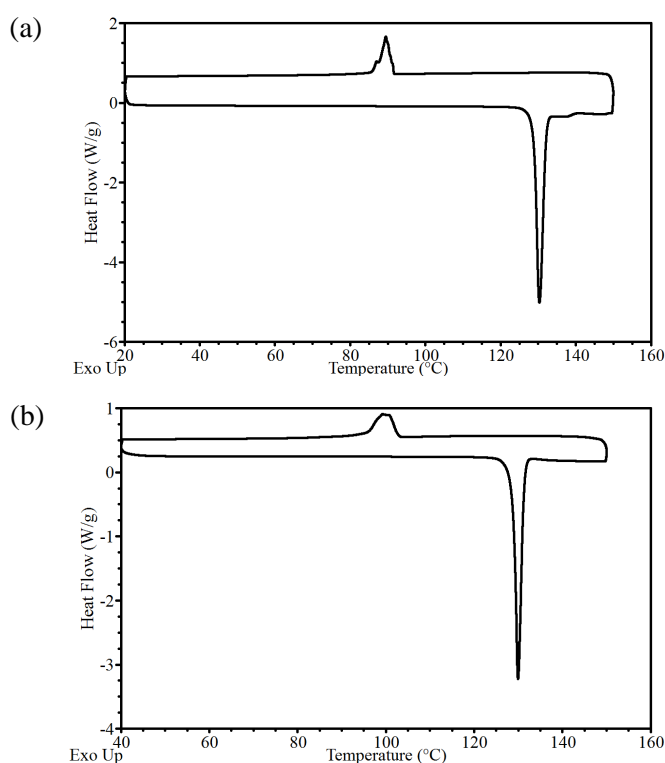 (a)
2
0
-2
-4
-6
Heat Flow (W/g)
20 40 60 80 100 120 140 160
Exo Up Temperature (°C)
(b)
1
0
-1
-2
-3
-4
Heat Flow (W/g)
40 60 80 100 120 140 160
Exo Up Temperature (°C)